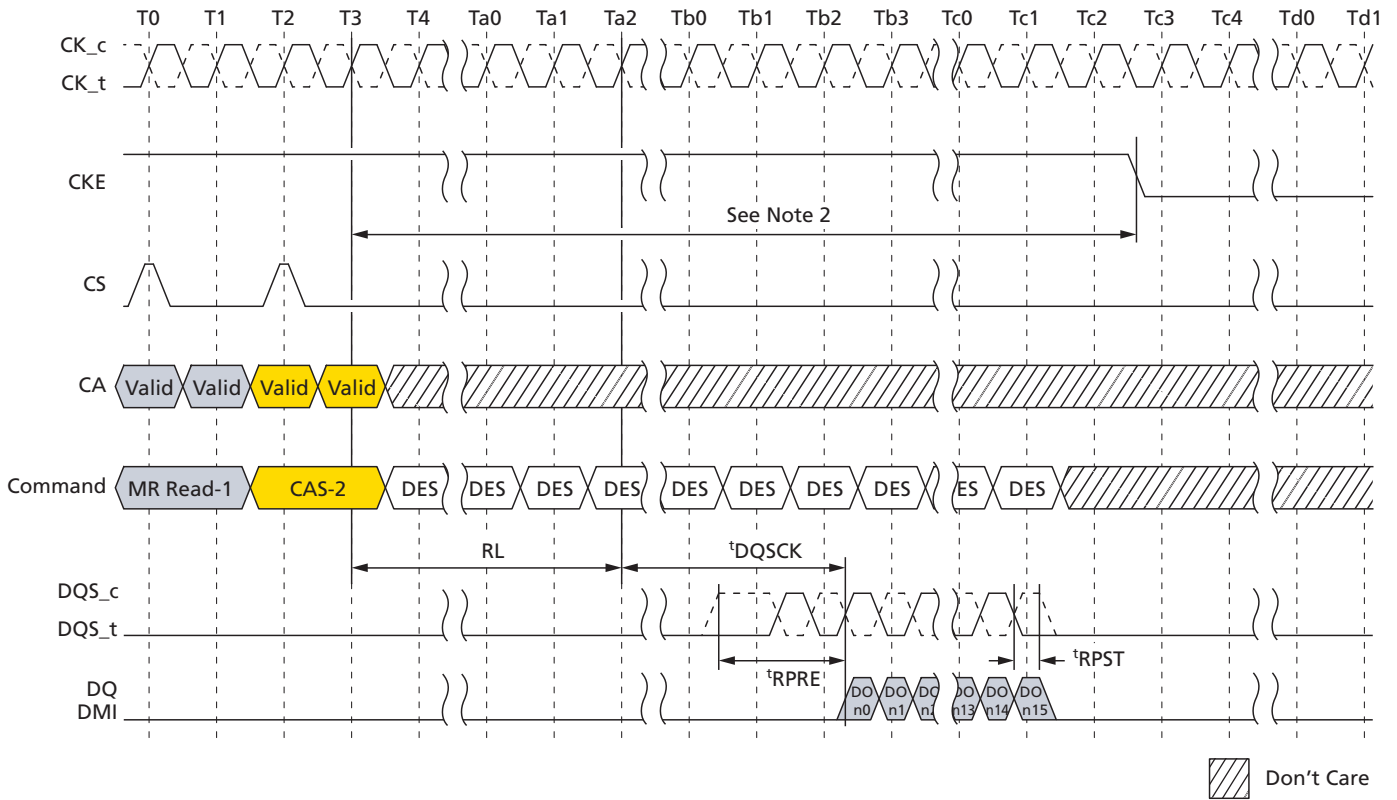 T0 T1 T2 T3 T4 Ta0 Ta1 Ta2 Tb0 Tb1 Tb2 Tb3 Tc0 Tc1 Tc2 Tc3 Tc4 Td0 Td1
CK_c
CK_t
CKE
See Note 2
CS
CA Valid Valid Valid Valid
Command MR Read-1 CAS-2 DES DES DES DES DES DES DES DES ES DES
RL tDQSCK
DQS_c
DQS_t
tRPRE tRPST
DQ
DMI
DO n0 DO n1 DO n2 DO n13 DO n14 DO n15
Don't Care